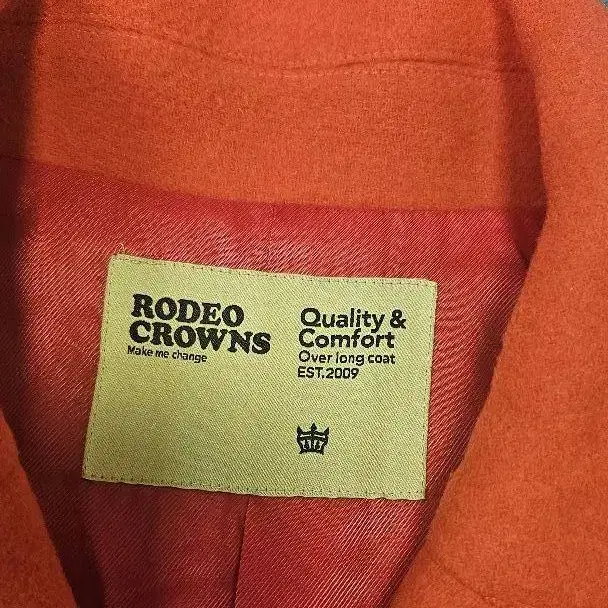 RODEO
CROWNS
Make me change
Quality &
Comfort
Over long coat
EST.2009